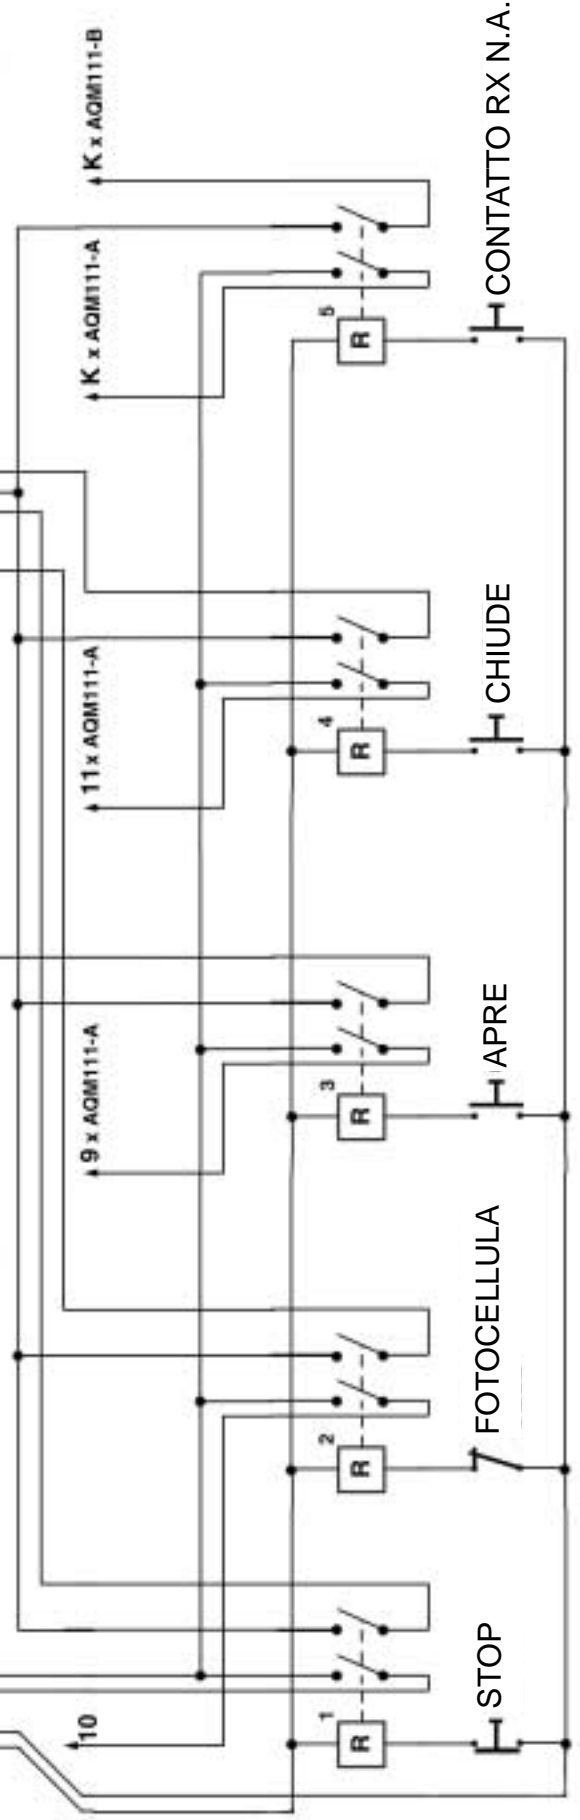 10
9 x AQM111-A
11 x AQM111-A
K x AQM111-A
K x AQM111-B
1
R
2
R
3
R
4
R
5
R
STOP
FOTOCELLULA
APRE
CHIUDE
CONTATTO RX N.A.